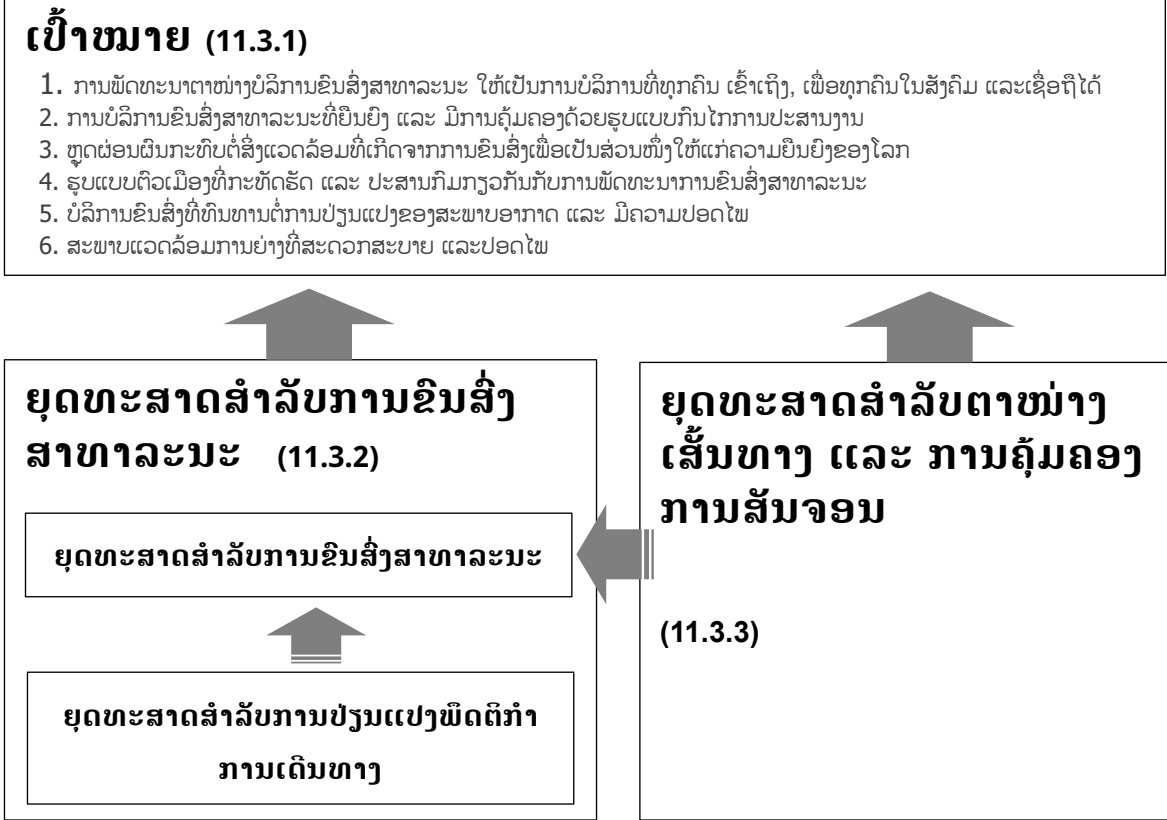 ເປົ້າໝາຍ (11.3.1)
1. ການພັດທະນາຕາໜ່າງບໍລິການຂົນສົ່ງສາທາລະນະ ໃຫ້ເປັນການບໍລິການທີ່ທຸກຄົນ ເຂົ້າເຖິງ, ເພື່ອທຸກຄົນໃນສັງຄົມ ແລະເຊື່ອຖືໄດ້
2. ການບໍລິການຂົນສົ່ງສາທາລະນະທີ່ຍືນຍົງ ແລະ ມີການຄຸ້ມຄອງດ້ວຍຮູບແບບກົນໄກການປະສານງານ
3. ຫຼຸດຜ່ອນຜົນກະທົບຕໍ່ສິ່ງແວດລ້ອມທີ່ເກີດຈາກການຂົນສົ່ງເພື່ອເປັນສ່ວນໜຶ່ງໃຫ້ແກ່ຄວາມຍືນຍົງຂອງໂລກ
4. ຮູບແບບຕົວເມືອງທີ່ກະທັດຮັດ ແລະ ປະສານກົມກຽວກັນກັບການພັດທະນາການຂົນສົ່ງສາທາລະນະ
5. ບໍລິການຂົນສົ່ງທີ່ທົນທານຕໍ່ການປ່ຽນແປງຂອງສະພາບອາກາດ ແລະ ມີຄວາມປອດໄພ
6. ສະພາບແວດລ້ອມການຍ່າງທີ່ສະດວກສະບາຍ ແລະປອດໄພ
ຍຸດທະສາດສຳລັບການຂົນສົ່ງ
ສາທາລະນະ (11.3.2)
ຍຸດທະສາດສຳລັບການຂົນສົ່ງສາທາລະນະ
ຍຸດທະສາດສຳລັບການປ່ຽນແປງພຶດຕິກຳ
ການເດີນທາງ
ຍຸດທະສາດສຳລັບຕາໜ່າງ
ເສັ້ນທາງ ແລະ ການຄຸ້ມຄອງ
ການສັນຈອນ
(11.3.3)